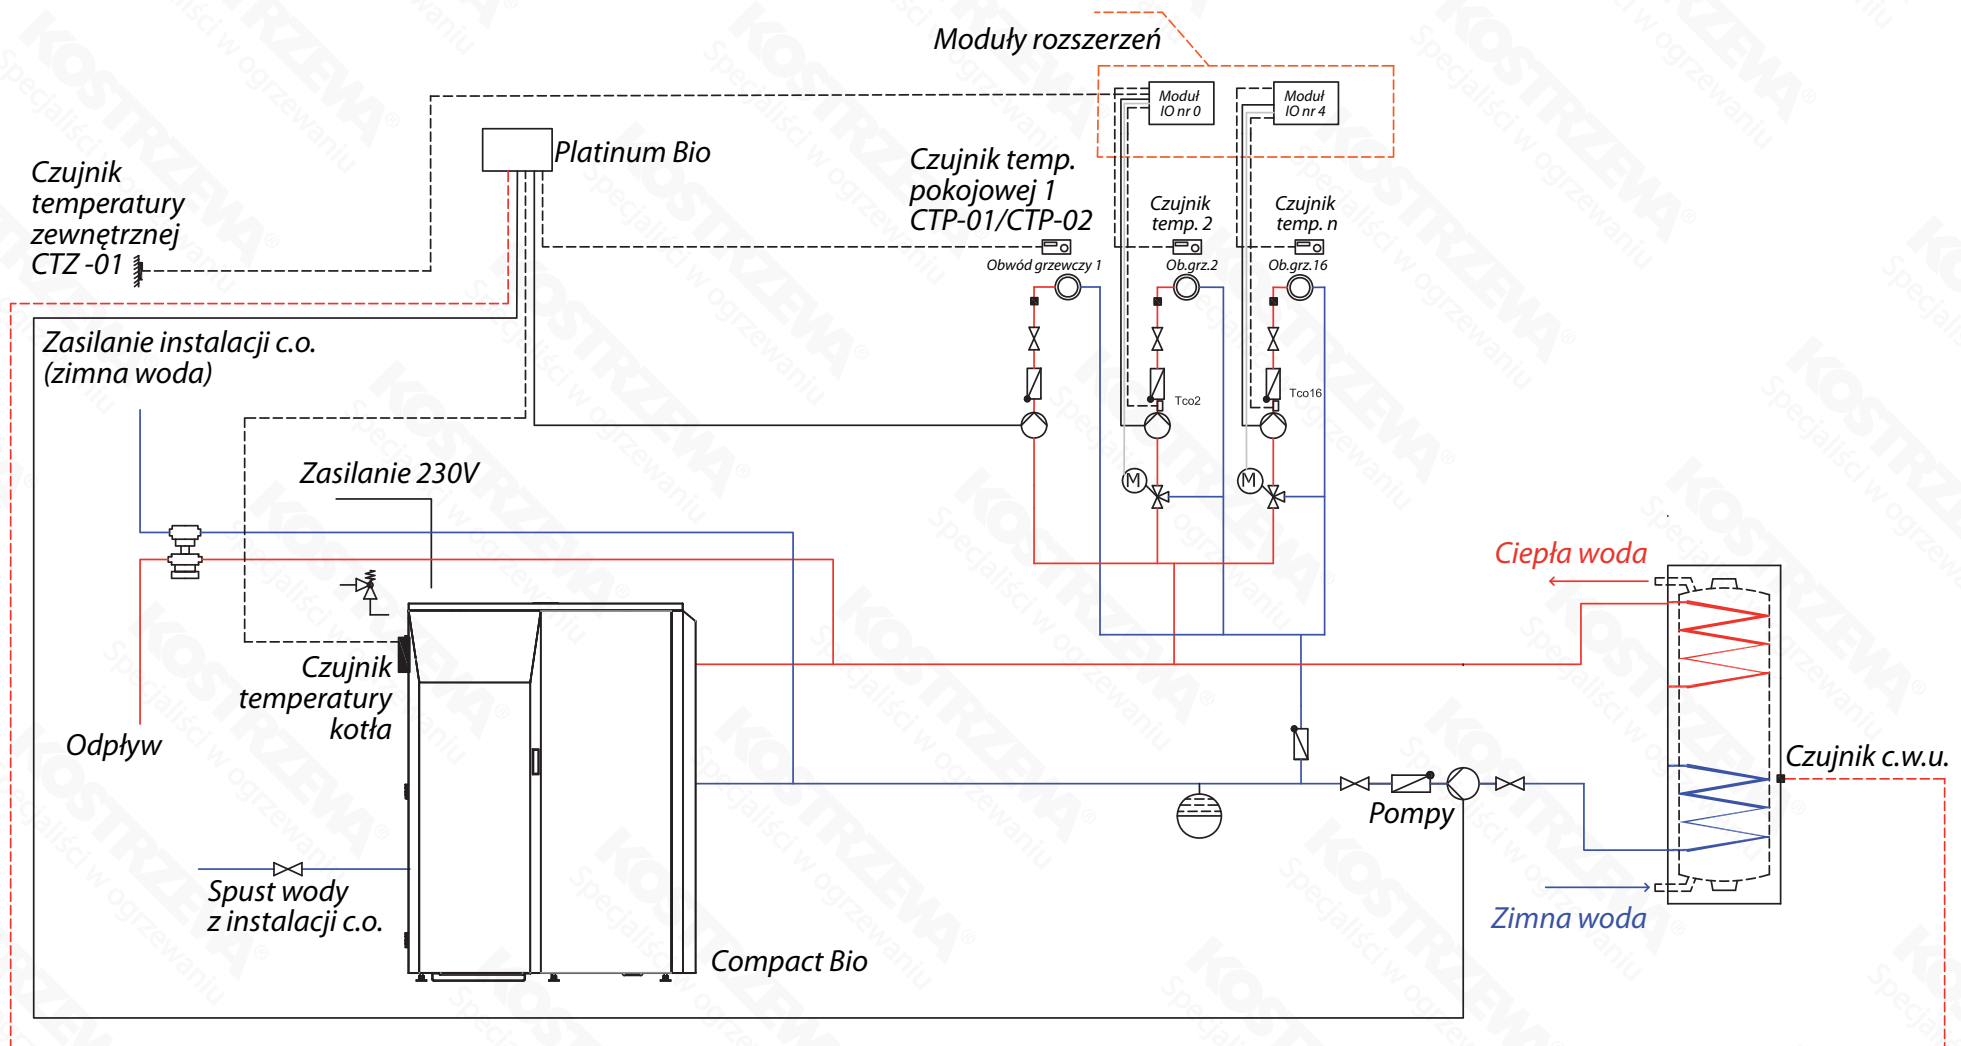 Moduły rozszerzeń
Moduł
IO nr 0
Moduł
IO nr 4
Platinum Bio
Czujnik
temperatury
zewnętrznej
CTZ -01
Czujnik temp.
pokojowej 1
CTP-01/CTP-02
Czujnik
temp. 2
Czujnik
temp. n
Obwód grzewczy 1
Ob.grz.2
Ob.grz.16
Zasilanie instalacji c.o.
(zimna woda)
Tco2
Tco16
Zasilanie 230V
M
M
Ciepła woda
Czujnik
temperatury
kotła
Odpływ
Czujnik c.w.u.
Pompy
Spust wody
z instalacji c.o.
Zimna woda
Compact Bio
KOSTRZEWA®
Specjaliści w ogrzewaniu